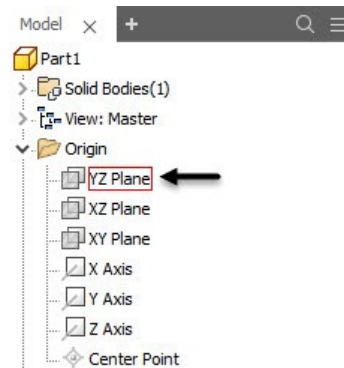 Model × +
Part1
Solid Bodies(1)
View: Master
Origin
YZ Plane
XZ Plane
XY Plane
X Axis
Y Axis
Z Axis
Center Point